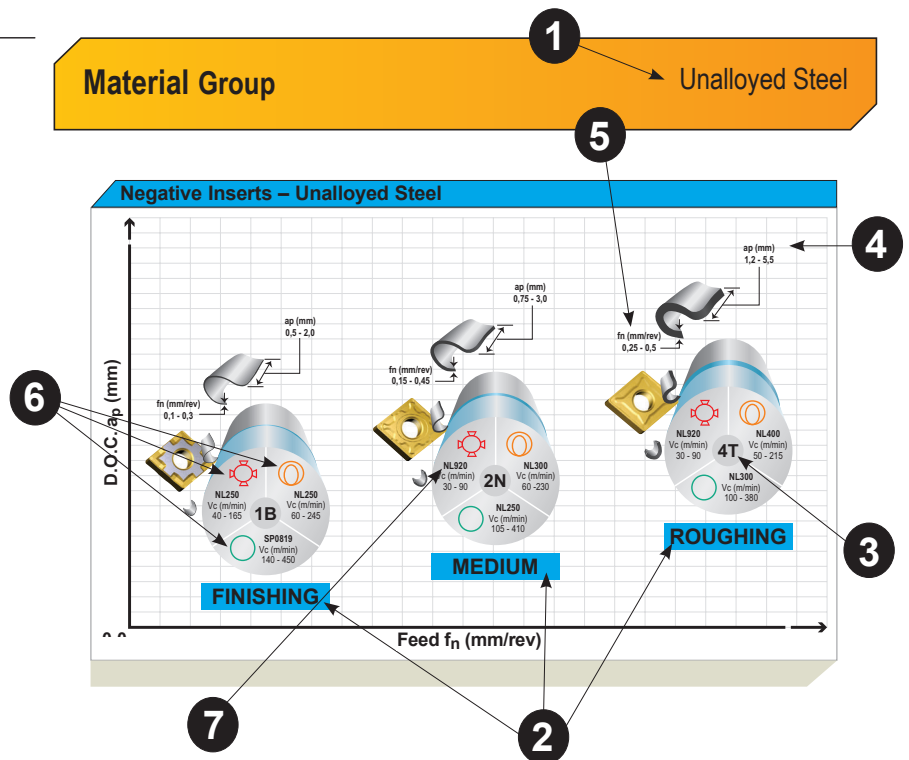 1
Material Group
Unalloyed Steel
5
Negative Inserts – Unalloyed Steel
4
ap (mm)
1,2 - 5,5
ap (mm)
0,75 - 3,0
ap (mm)
0,5 - 2,0
fn (mm/rev)
0,25 - 0,5
fn (mm/rev)
0,15 - 0,45
fn (mm/rev)
0,1 - 0,3
D.O.C. ap (mm)
6
NL250
Vc (m/min)
40 - 165
NL250
Vc (m/min)
60 - 245
1B
SP0819
Vc (m/min)
140 - 450
FINISHING
NL920
Vc (m/min)
30 - 90
NL300
Vc (m/min)
60 -230
2N
NL250
Vc (m/min)
105 - 410
MEDIUM
NL920
Vc (m/min)
30 - 90
NL400
Vc (m/min)
50 - 215
4T
NL300
Vc (m/min)
100 - 380
ROUGHING
3
Feed fn (mm/rev)
7
2